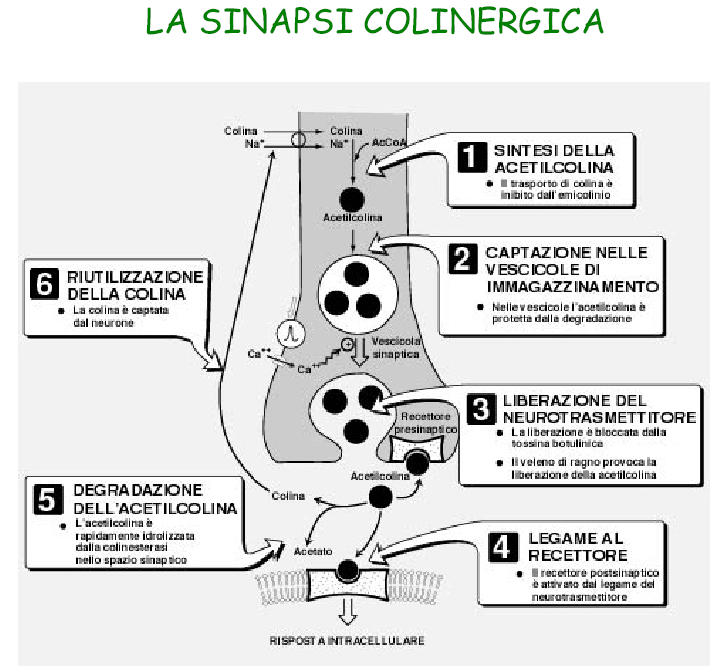 LA SINAPSI COLINERGICA
Colina
Na+
Colina
Na+
AcCoA
1
SINTESI DELLA
ACETILCOLINA
● Il trasporto di colina è
inibito dall'emicolinio
Acetilcolina
2
CAPTAZIONE NELLE
VESCICOLE DI
IMMAGAZZINAMENTO
● Nelle vescicole l'acetilcolina è
protetta dalla degradazione
6
RIUTILIZZAZIONE
DELLA COLINA
● La colina è captata
dal neurone
Ca++
Ca++
+
Vescicola
sinaptica
3
LIBERAZIONE DEL
NEUROTRASMETTITORE
● La liberazione è bloccata dalla
tossina botulinica
● Il veleno di ragno provoca la
liberazione della acetilcolina
Recettore
presinaptico
Acetilcolina
Colina
5
DEGRADAZIONE
DELL'ACETILCOLINA
● L'acetilcolina è
rapidamente idrolizzata
dalla colinesterasi
nello spazio sinaptico
Acetato
4
LEGAME AL
RECETTORE
● Il recettore postsinaptico
è attivato dal legame del
neurotrasmettitore
RISPOSTA INTRACELLULARE